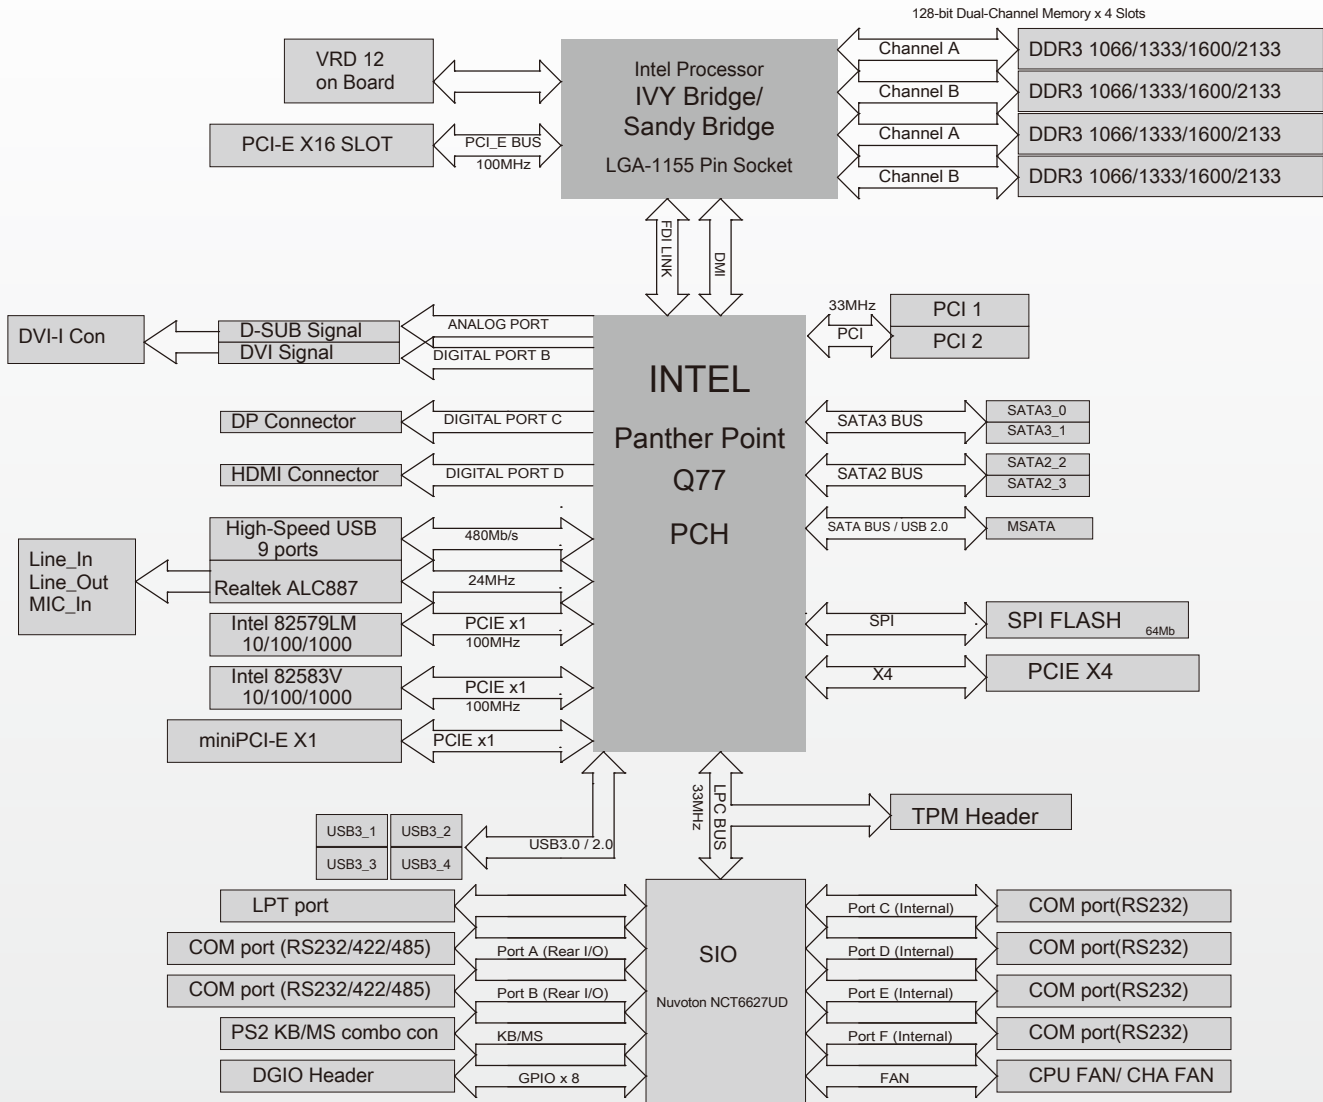 128-bit Dual-Channel Memory x 4 Slots
VRD 12
on Board
PCI-E X16 SLOT
PCI_E BUS
100MHz
Intel Processor
IVY Bridge/
Sandy Bridge
LGA-1155 Pin Socket
Channel A
DDR3 1066/1333/1600/2133
Channel B
DDR3 1066/1333/1600/2133
Channel A
DDR3 1066/1333/1600/2133
Channel B
DDR3 1066/1333/1600/2133
FDI LINK
DMI
DVI-I Con
D-SUB Signal
DVI Signal
ANALOG PORT
DIGITAL PORT B
DP Connector
DIGITAL PORT C
HDMI Connector
DIGITAL PORT D
High-Speed USB
9 ports
480Mb/s
Line_In
Line_Out
MIC_In
Realtek ALC887
24MHz
Intel 82579LM
10/100/1000
PCIE x1
100MHz
Intel 82583V
10/100/1000
PCIE x1
100MHz
miniPCI-E X1
PCIE x1
INTEL
Panther Point
Q77
PCH
33MHz
PCI
PCI 1
PCI 2
SATA3 BUS
SATA3_0
SATA3_1
SATA2 BUS
SATA2_2
SATA2_3
SATA BUS / USB 2.0
MSATA
SPI
SPI FLASH
64Mb
X4
PCIE X4
USB3_1
USB3_2
USB3_3
USB3_4
USB3.0 / 2.0
LPC BUS
33MHz
TPM Header
LPT port
COM port (RS232/422/485)
Port A (Rear I/O)
COM port (RS232/422/485)
Port B (Rear I/O)
PS2 KB/MS combo con
KB/MS
DGIO Header
GPIO x 8
SIO
Nuvoton NCT6627UD
Port C (Internal)
COM port(RS232)
Port D (Internal)
COM port(RS232)
Port E (Internal)
COM port(RS232)
Port F (Internal)
COM port(RS232)
FAN
CPU FAN/ CHA FAN